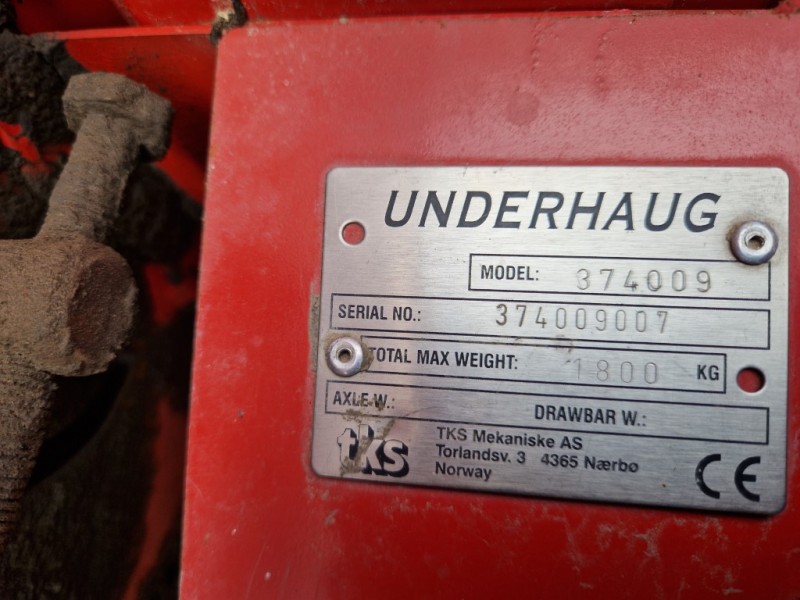 UNDERHAUG
MODEL: 374009
SERIAL NO.: 374009007
TOTAL MAX WEIGHT: 1800 KG
AXLE W.: DRAWBAR W.:
tks
TKS Mekaniske AS
Torlandsv. 3 4365 Nærbø
Norway
CE